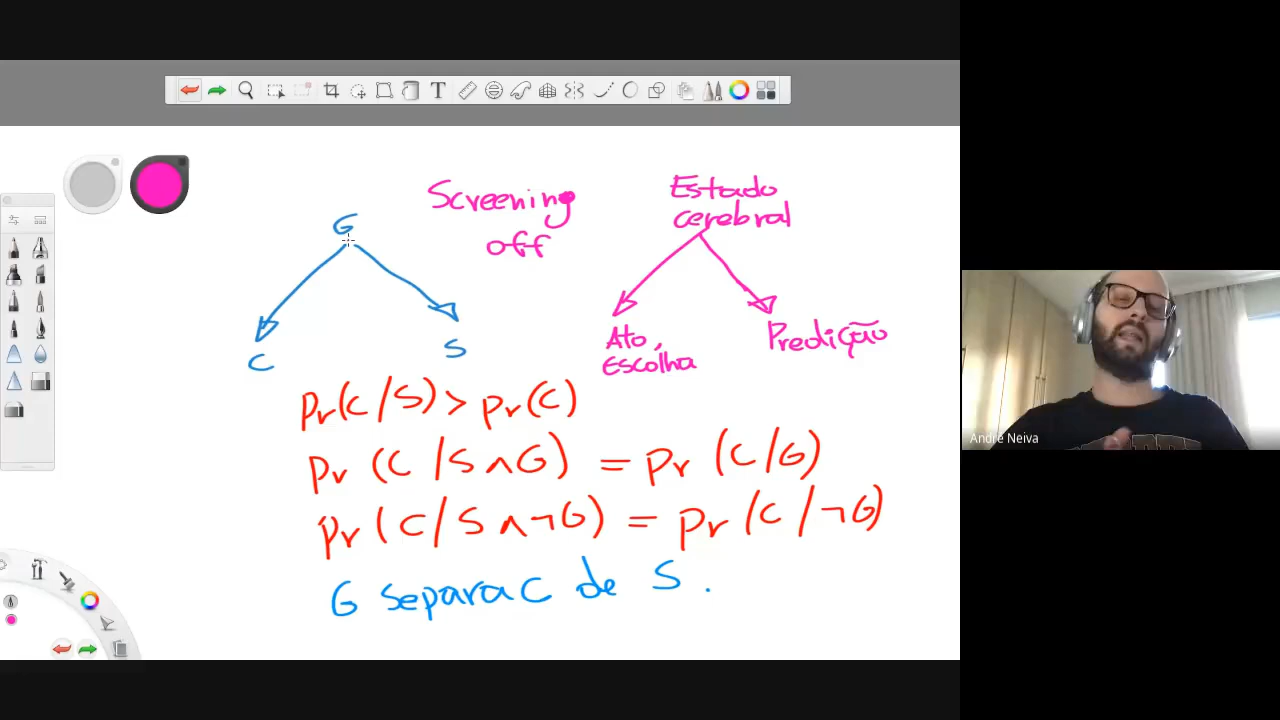 Screening
off
Estado
cerebral
G
C
S
Ato,
Escolha
Predição
Pr(C/S) > Pr(C)
Pr (C/S∧G) = Pr (C/G)
Pr (C/S∧¬G) = Pr (C/¬G)
G separa C de S.
André Neiva
T